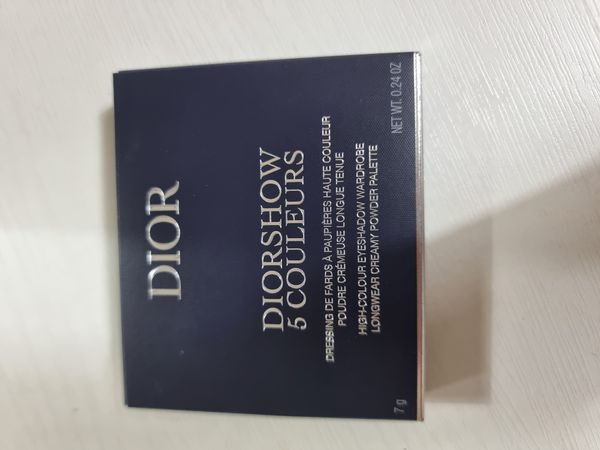 DIOR
DIORSHOW
5 COULEURS
DRESSING DE FARDS À PAUPIÈRES HAUTE COULEUR
POUDRE CRÉMEUSE LONGUE TENUE
HIGH-COLOUR EYESHADOW WARDROBE
LONGWEAR CREAMY POWDER PALETTE
7 g
NET WT. 0.24 OZ